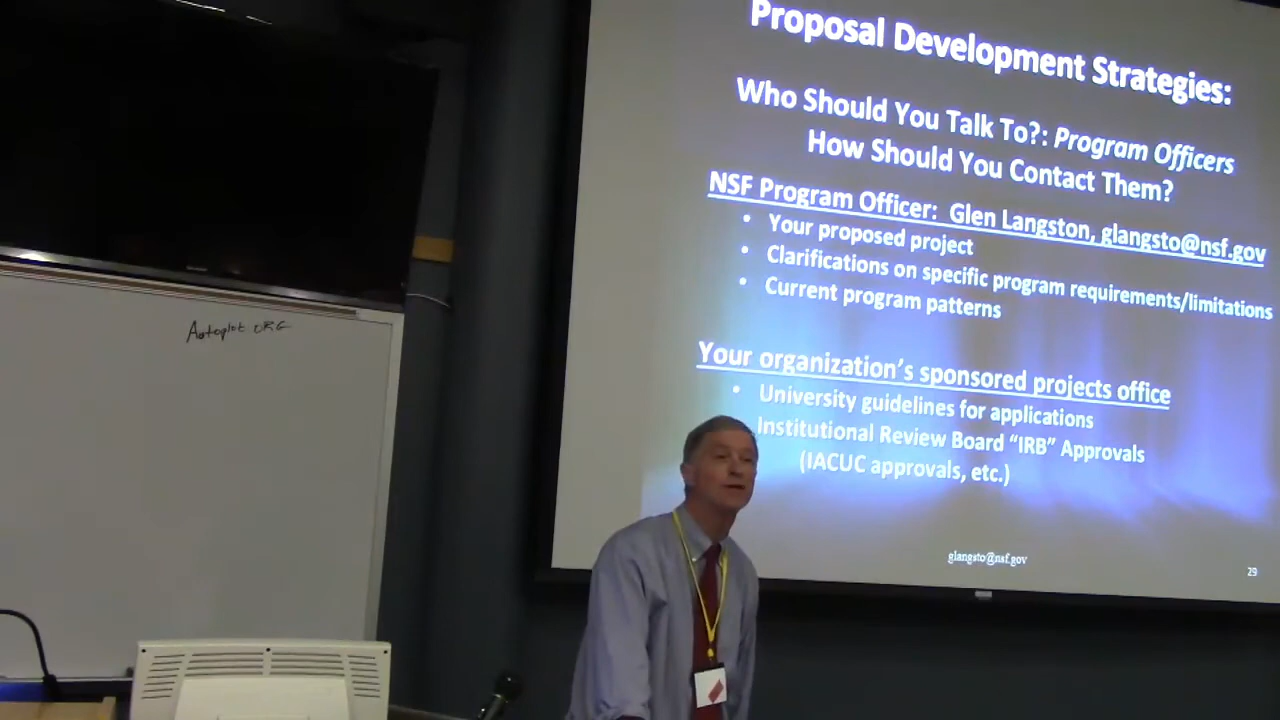 Proposal Development Strategies:
Who Should You Talk To?: Program Officers
How Should You Contact Them?
NSF Program Officer: Glen Langston, glangsto@nsf.gov
• Your proposed project
• Clarifications on specific program requirements/limitations
• Current program patterns
Your organization's sponsored projects office
• University guidelines for applications
Institutional Review Board “IRB” Approvals
(IACUC approvals, etc.)
glangsto@nsf.gov
29
Autoplot ORG